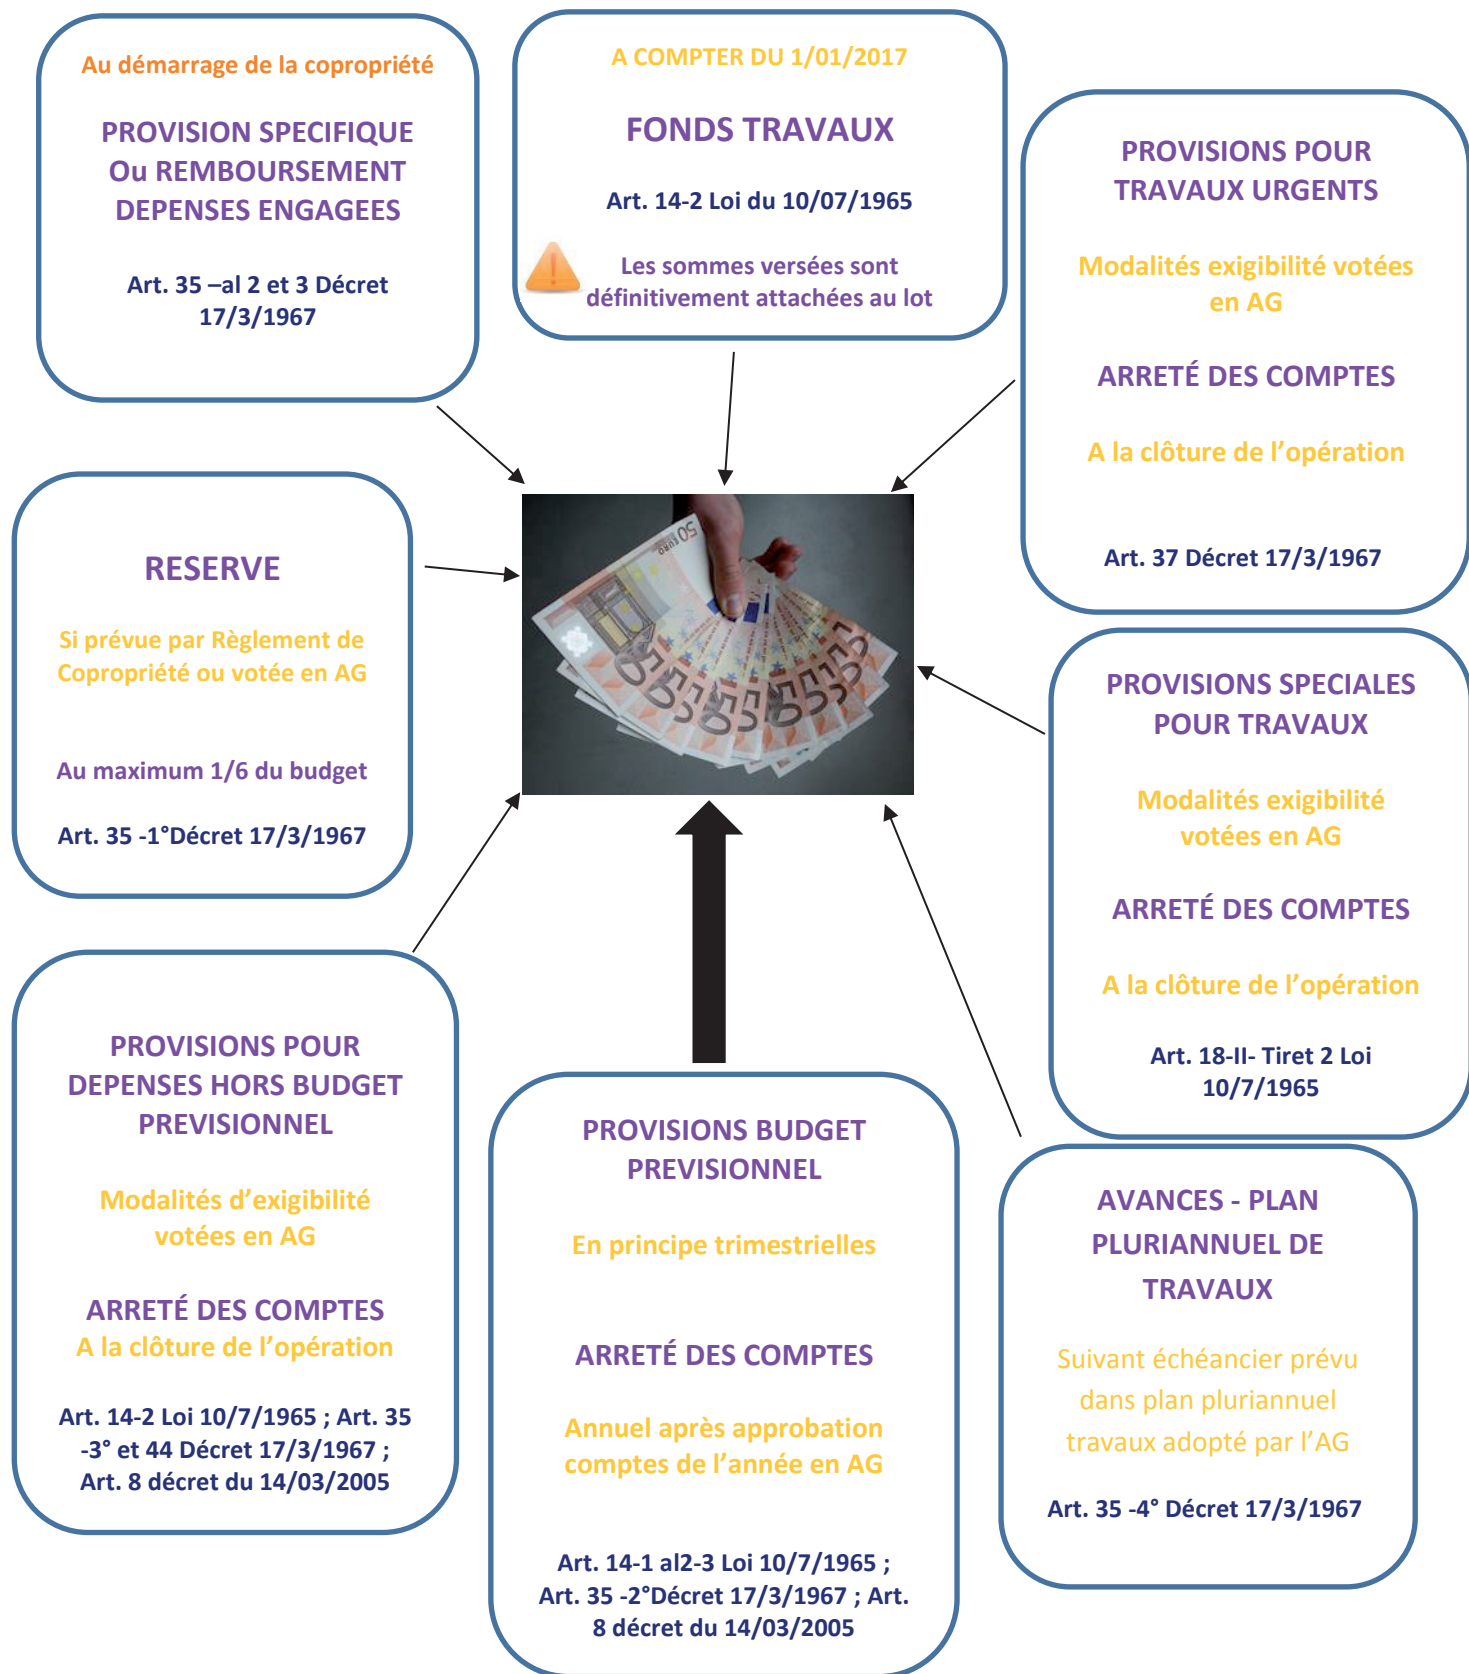 Au démarrage de la copropriété
PROVISION SPECIFIQUE
Ou REMBOURSEMENT
DEPENSES ENGAGEES
Art. 35 –al 2 et 3 Décret
17/3/1967
A COMPTER DU 1/01/2017
FONDS TRAVAUX
Art. 14-2 Loi du 10/07/1965
Les sommes versées sont
définitivement attachées au lot
PROVISIONS POUR
TRAVAUX URGENTS
Modalités exigibilité votées
en AG
ARRETÉ DES COMPTES
A la clôture de l’opération
Art. 37 Décret 17/3/1967
RESERVE
Si prévue par Règlement de
Copropriété ou votée en AG
Au maximum 1/6 du budget
Art. 35 -1°Décret 17/3/1967
50 EURO
PROVISIONS SPECIALES
POUR TRAVAUX
Modalités exigibilité
votées en AG
ARRETÉ DES COMPTES
A la clôture de l’opération
Art. 18-II- Tiret 2 Loi
10/7/1965
PROVISIONS POUR
DEPENSES HORS BUDGET
PREVISIONNEL
Modalités d’exigibilité
votées en AG
ARRETÉ DES COMPTES
A la clôture de l’opération
Art. 14-2 Loi 10/7/1965 ; Art. 35
-3° et 44 Décret 17/3/1967 ;
Art. 8 décret du 14/03/2005
PROVISIONS BUDGET
PREVISIONNEL
En principe trimestrielles
ARRETÉ DES COMPTES
Annuel après approbation
comptes de l’année en AG
Art. 14-1 al2-3 Loi 10/7/1965 ;
Art. 35 -2°Décret 17/3/1967 ; Art.
8 décret du 14/03/2005
AVANCES - PLAN
PLURIANNUEL DE
TRAVAUX
Suivant échéancier prévu
dans plan pluriannuel
travaux adopté par l’AG
Art. 35 -4° Décret 17/3/1967